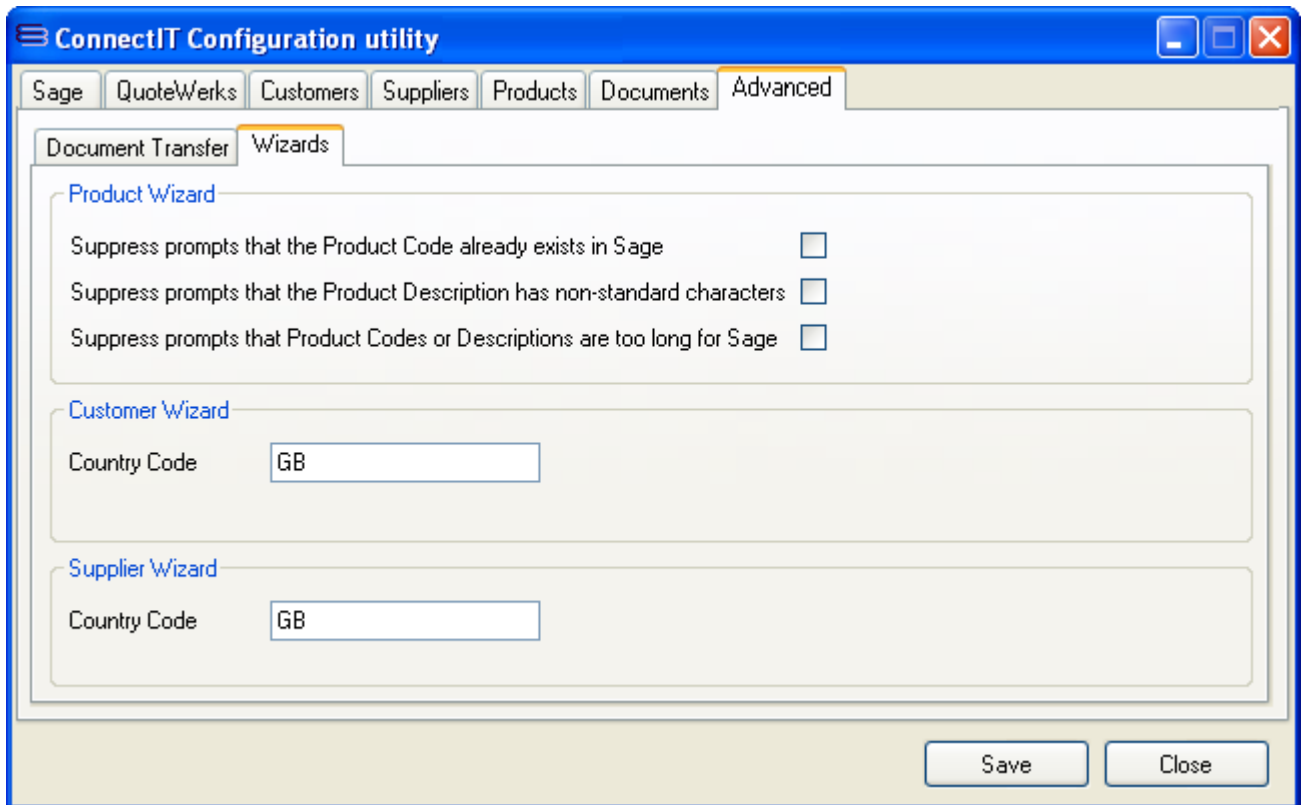 ConnectIT Configuration utility
Sage QuoteWerks Customers Suppliers Products Documents Advanced
Document Transfer Wizards
Product Wizard
Suppress prompts that the Product Code already exists in Sage
Suppress prompts that the Product Description has non-standard characters
Suppress prompts that Product Codes or Descriptions are too long for Sage
Customer Wizard
Country Code GB
Supplier Wizard
Country Code GB
Save Close